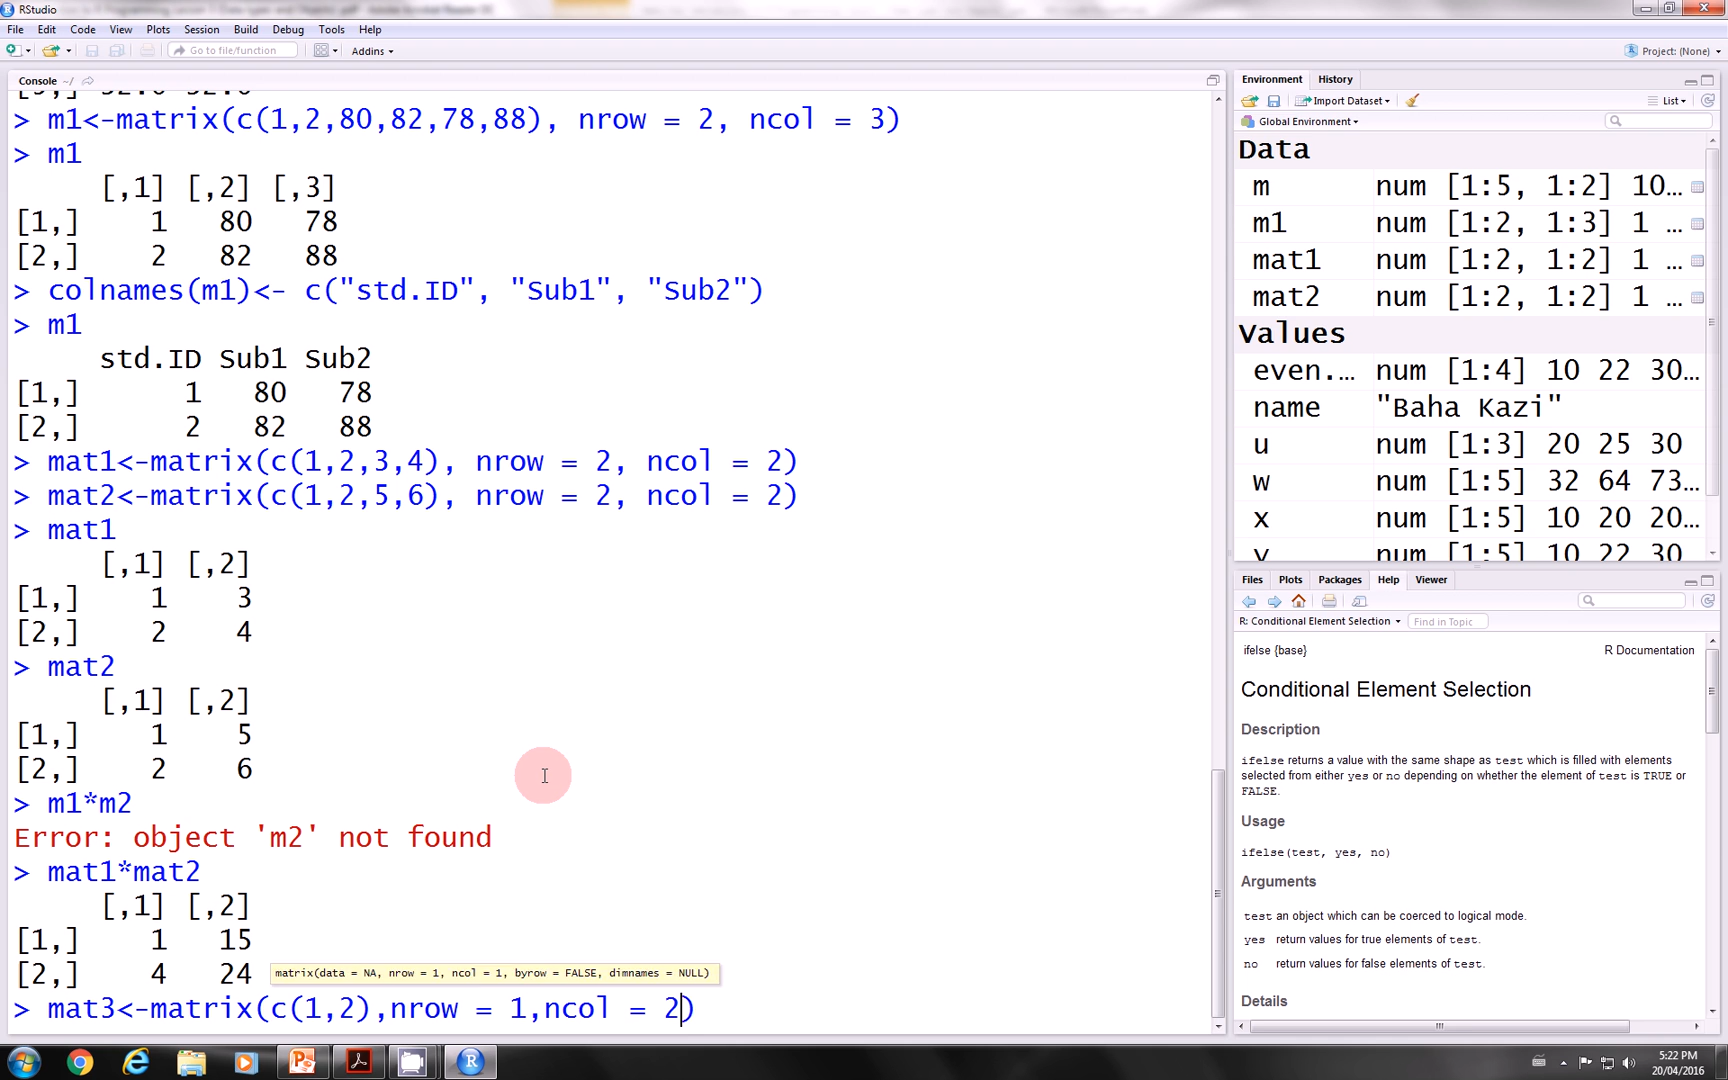 RStudio
File Edit Code View Plots Session Build Debug Tools Help
Go to file/function Addins Project: (None)
Console ~/
> m1<-matrix(c(1,2,80,82,78,88), nrow = 2, ncol = 3)
> m1
[,1] [,2] [,3]
[1,] 1 80 78
[2,] 2 82 88
> colnames(m1)<- c("std.ID", "Sub1", "Sub2")
> m1
std.ID Sub1 Sub2
[1,] 1 80 78
[2,] 2 82 88
> mat1<-matrix(c(1,2,3,4), nrow = 2, ncol = 2)
> mat2<-matrix(c(1,2,5,6), nrow = 2, ncol = 2)
> mat1
[,1] [,2]
[1,] 1 3
[2,] 2 4
> mat2
[,1] [,2]
[1,] 1 5
[2,] 2 6
> m1*m2
Error: object 'm2' not found
> mat1*mat2
[,1] [,2]
[1,] 1 15
[2,] 4 24
matrix(data = NA, nrow = 1, ncol = 1, byrow = FALSE, dimnames = NULL)
> mat3<-matrix(c(1,2),nrow = 1,ncol = 2)
Environment History
Import Dataset List
Global Environment
Data
m num [1:5, 1:2] 10…
m1 num [1:2, 1:3] 1 …
mat1 num [1:2, 1:2] 1 …
mat2 num [1:2, 1:2] 1 …
Values
even.… num [1:4] 10 22 30…
name "Baha Kazi"
u num [1:3] 20 25 30
w num [1:5] 32 64 73…
x num [1:5] 10 20 20…
num [1:5] 10 22 30
Files Plots Packages Help Viewer
R: Conditional Element Selection Find in Topic
ifelse {base} R Documentation
Conditional Element Selection
Description
ifelse returns a value with the same shape as test which is filled with elements
selected from either yes or no depending on whether the element of test is TRUE or
FALSE.
Usage
ifelse(test, yes, no)
Arguments
test an object which can be coerced to logical mode.
yes return values for true elements of test.
no return values for false elements of test.
Details
5:22 PM
20/04/2016